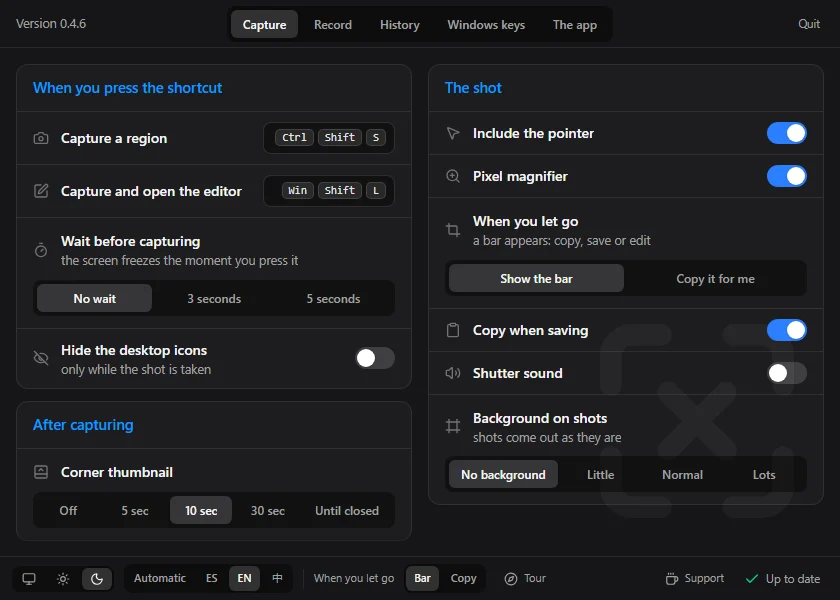 Version 0.4.6
Capture
Record
History
Windows keys
The app
Quit
When you press the shortcut
Capture a region
Ctrl Shift S
Capture and open the editor
Win Shift L
Wait before capturing
the screen freezes the moment you press it
No wait
3 seconds
5 seconds
Hide the desktop icons
only while the shot is taken
After capturing
Corner thumbnail
Off
5 sec
10 sec
30 sec
Until closed
The shot
Include the pointer
Pixel magnifier
When you let go
a bar appears: copy, save or edit
Show the bar
Copy it for me
Copy when saving
Shutter sound
Background on shots
shots come out as they are
No background
Little
Normal
Lots
Automatic
ES
EN
中
When you let go
Bar
Copy
Tour
Support
Up to date